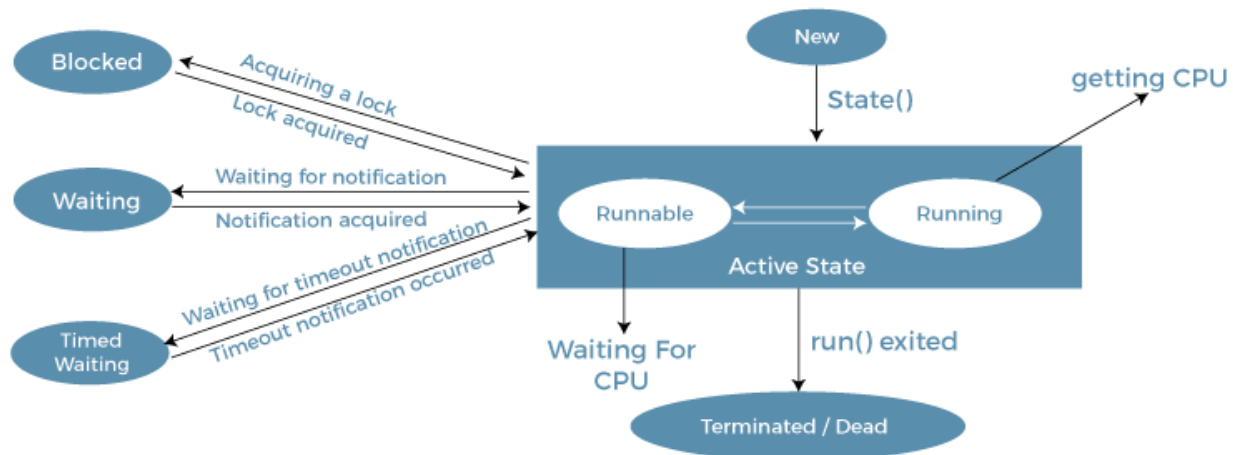 New
Blocked
Acquiring a lock
Lock acquired
State()
getting CPU
Waiting
Waiting for notification
Notification acquired
Runnable
Running
Active State
Waiting for timeout notification
Timeout notification occurred
Timed
Waiting
Waiting For
CPU
run() exited
Terminated / Dead